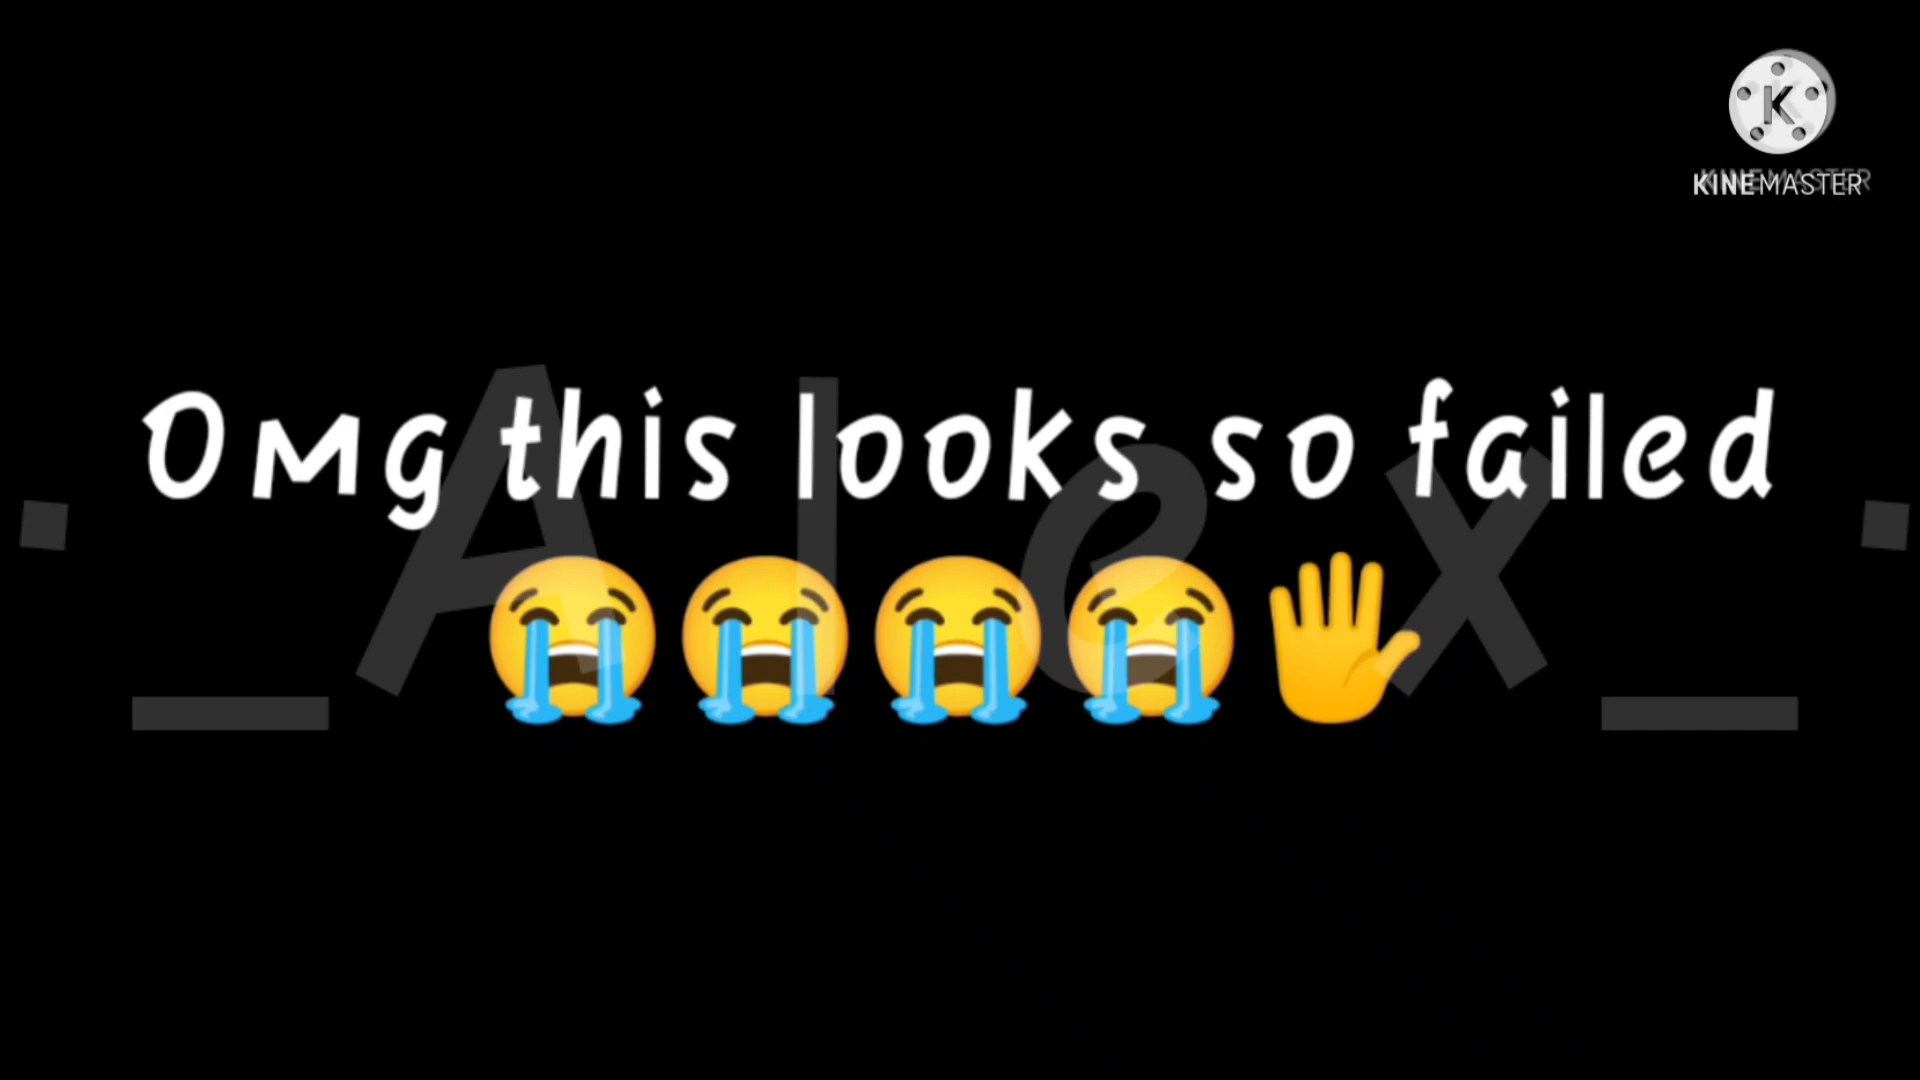 KINEMASTER
Omg this looks so failed
😭😭😭😭🖐
·_Alex_·